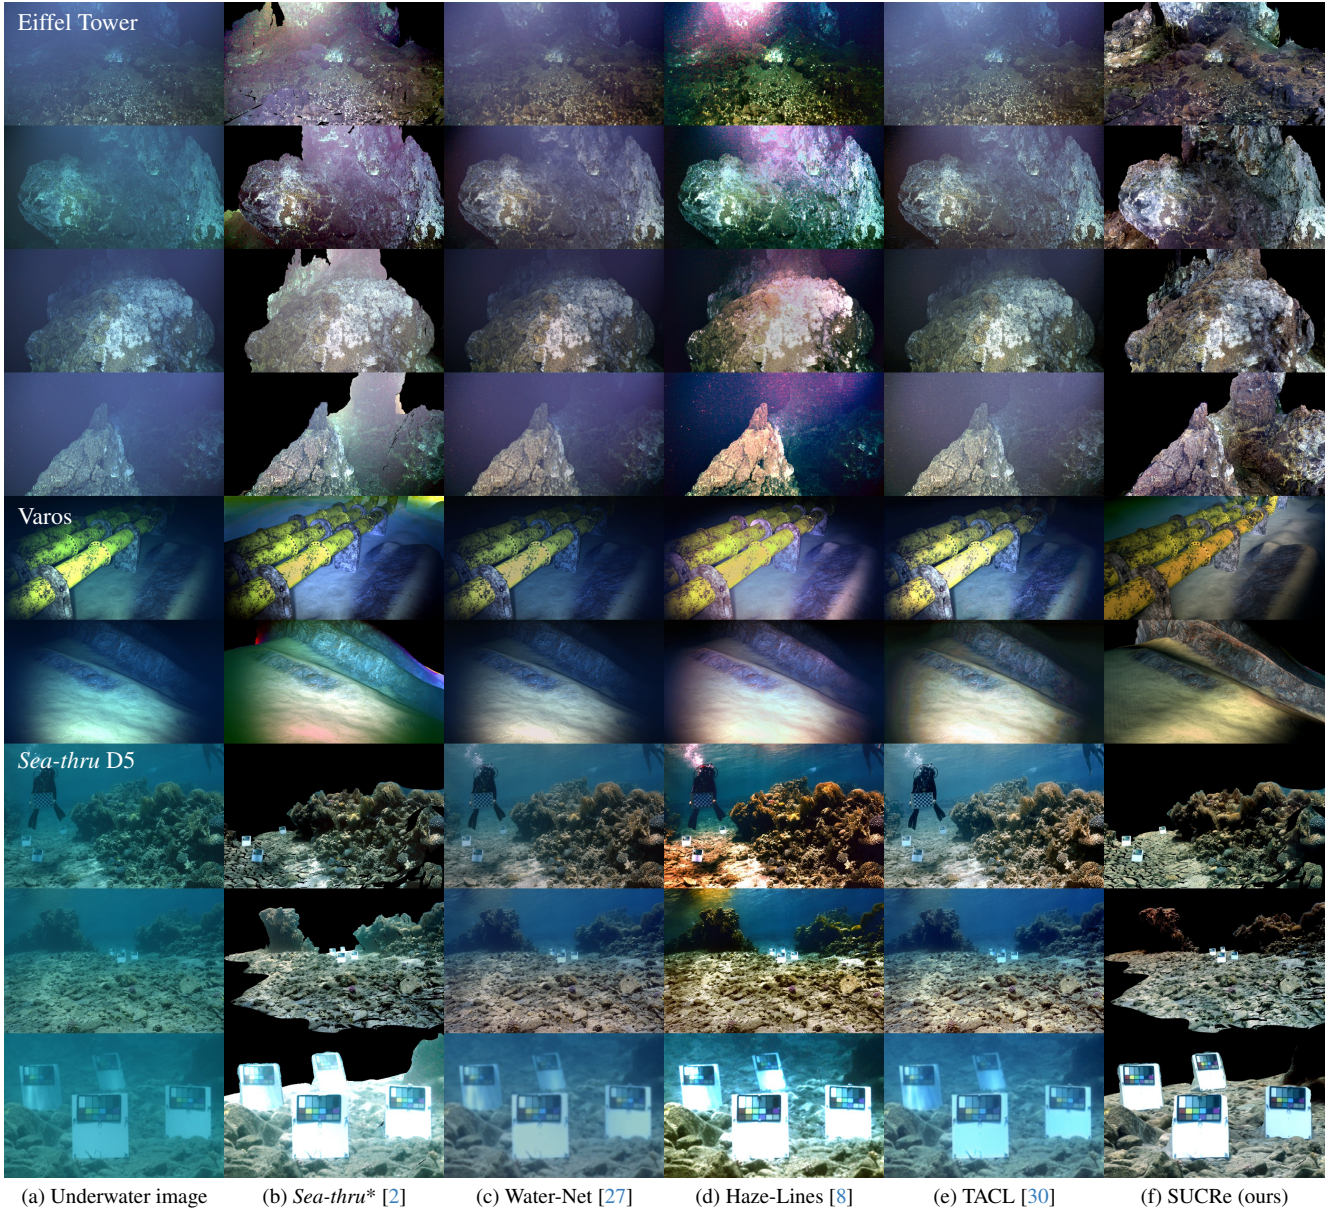 Eiffel Tower
Varos
Sea-thru D5
(a) Underwater image
(b) Sea-thru* [2]
(c) Water-Net [27]
(d) Haze-Lines [8]
(e) TACL [30]
(f) SUCRe (ours)